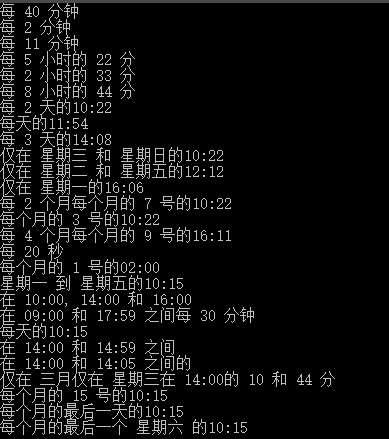 每 40 分钟
每 2 分钟
每 11 分钟
每 5 小时的 22 分
每 2 小时的 33 分
每 8 小时的 44 分
每 2 天的10:22
每天的11:54
每 3 天的14:08
仅在 星期三 和 星期日的10:22
仅在 星期二 和 星期五的12:12
仅在 星期一的16:06
每 2 个月每个月的 7 号的10:22
每个月的 3 号的10:22
每 4 个月每个月的 9 号的16:11
每 20 秒
每个月的 1 号的02:00
星期一 到 星期五的10:15
在 10:00, 14:00 和 16:00
在 09:00 和 17:59 之间每 30 分钟
每天的10:15
在 14:00 和 14:59 之间
在 14:00 和 14:05 之间的
仅在 三月仅在 星期三在 14:00的 10 和 44 分
每个月的 15 号的10:15
每个月的最后一天的10:15
每个月的最后一个 星期六 的10:15